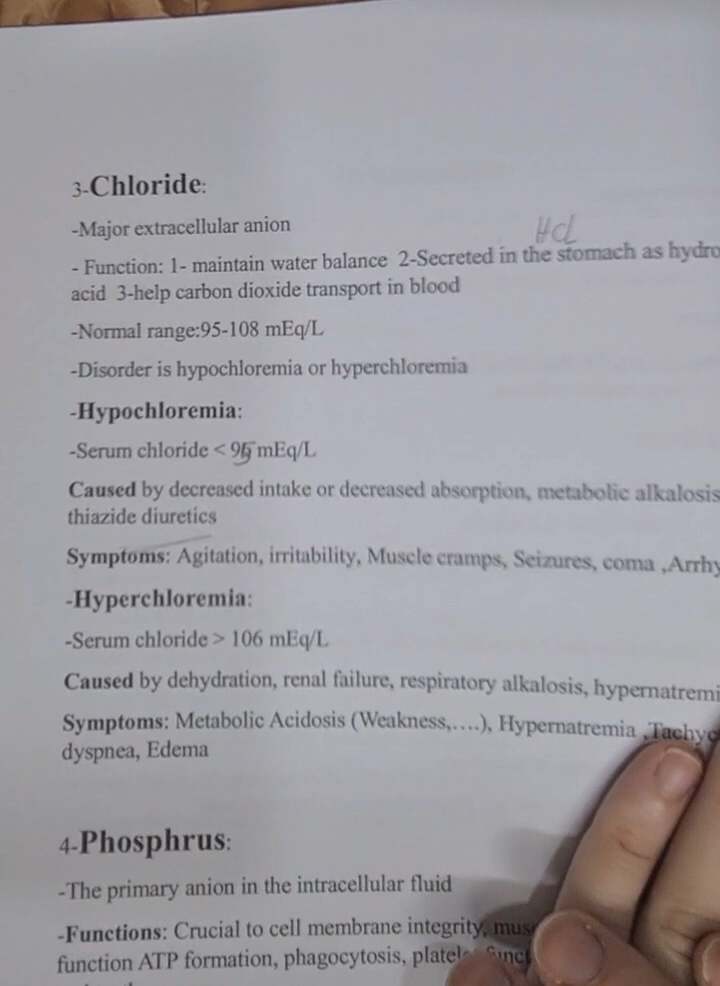 3-Chloride:
-Major extracellular anion
HCL
- Function: 1- maintain water balance 2-Secreted in the stomach as hydro
acid 3-help carbon dioxide transport in blood
-Normal range:95-108 mEq/L
-Disorder is hypochloremia or hyperchloremia
-Hypochloremia:
-Serum chloride < 95 mEq/L
Caused by decreased intake or decreased absorption, metabolic alkalosis
thiazide diuretics
Symptoms: Agitation, irritability, Muscle cramps, Seizures, coma ,Arrhy
-Hyperchloremia:
-Serum chloride > 106 mEq/L
Caused by dehydration, renal failure, respiratory alkalosis, hypernatremi
Symptoms: Metabolic Acidosis (Weakness,....), Hypernatremia ,Tachyc
dyspnea, Edema
4-Phosphrus:
-The primary anion in the intracellular fluid
-Functions: Crucial to cell membrane integrity, mus
function ATP formation, phagocytosis,